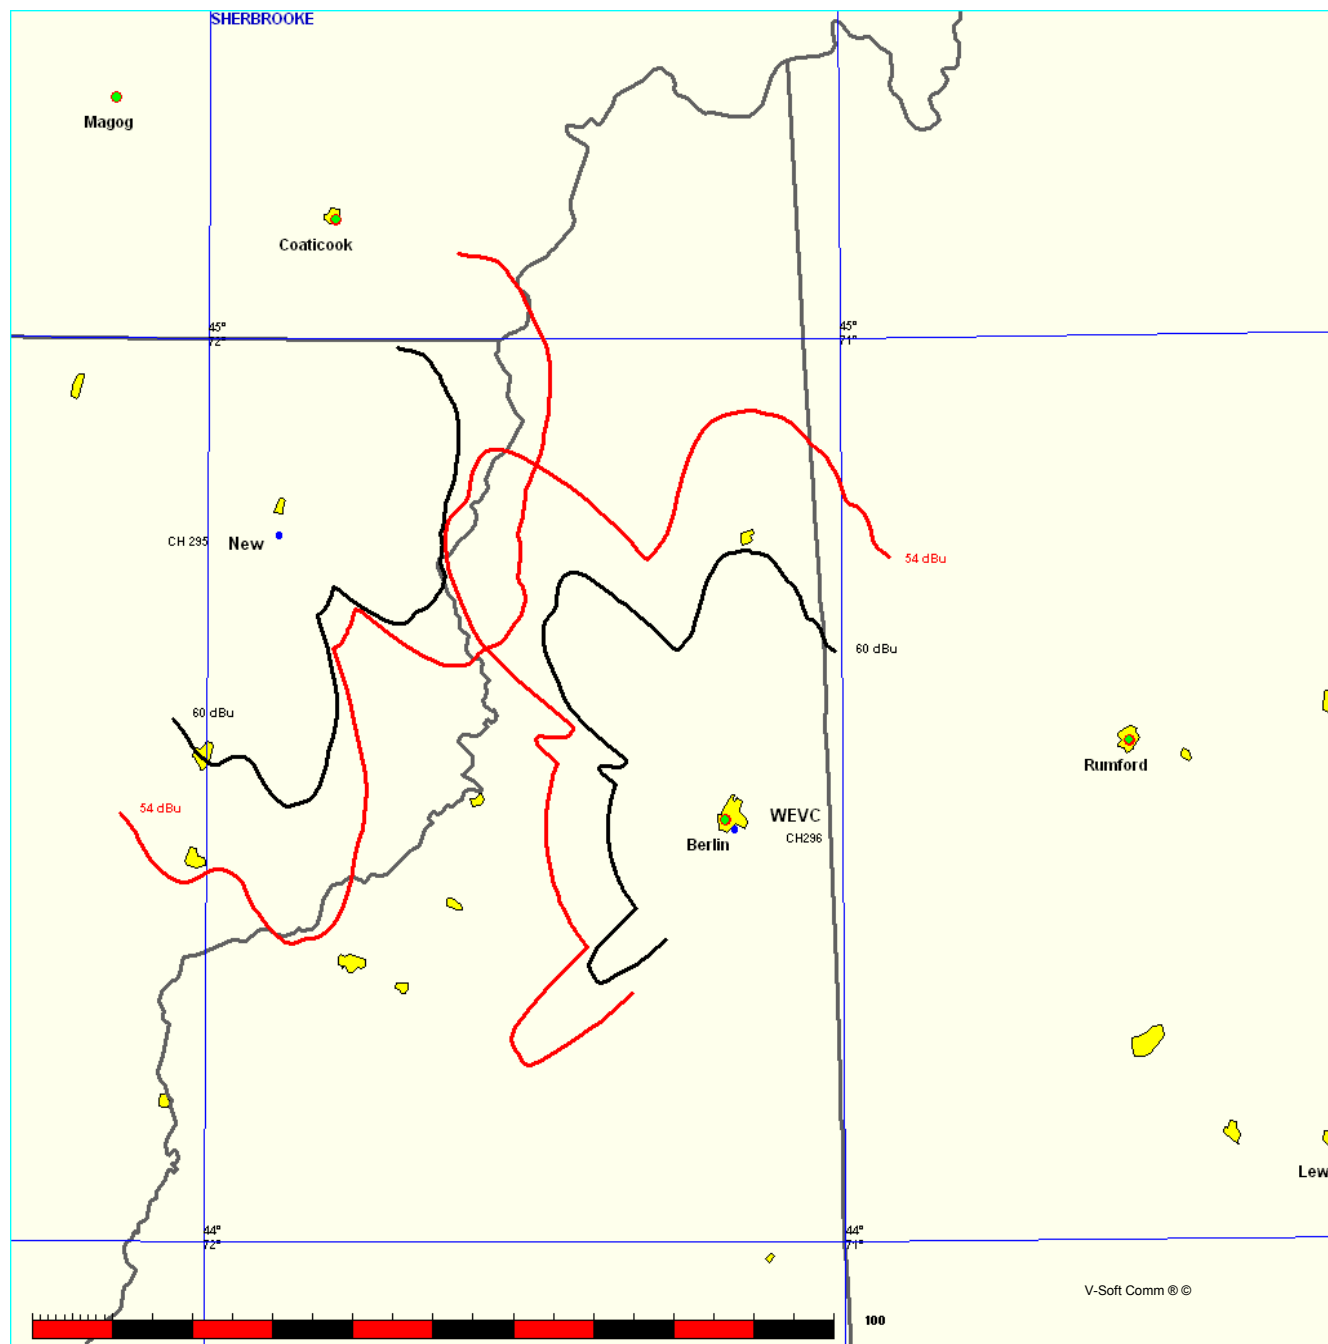 SHERBROOKE
Magog
Coaticook
45°
72°
45°
71°
CH 295
New
54 dBu
60 dBu
60 dBu
54 dBu
Rumford
WEVC
CH296
Berlin
Lew
44°
72°
44°
71°
V-Soft Comm ® ©
100